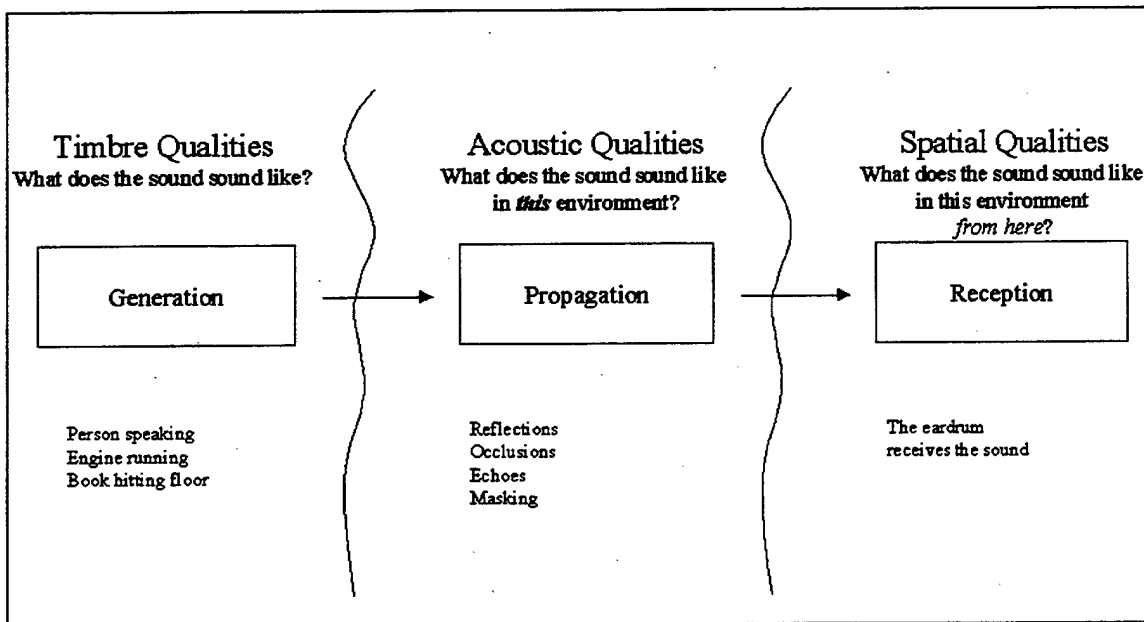 Timbre Qualities
What does the sound sound like?
Generation
Person speaking
Engine running
Book hitting floor
Acoustic Qualities
What does the sound sound like
in this environment?
Propagation
Reflections
Occlusions
Echoes
Masking
Spatial Qualities
What does the sound sound like
in this environment
from here?
Reception
The eardrum
receives the sound